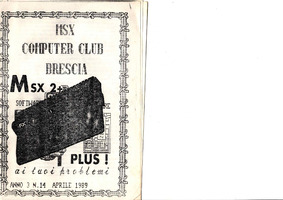 MSX
COMPUTER CLUB
BRESCIA
MSX 2+
PLUS !
ai tuoi problemi
ANNO 3 N.14 APRILE 1989